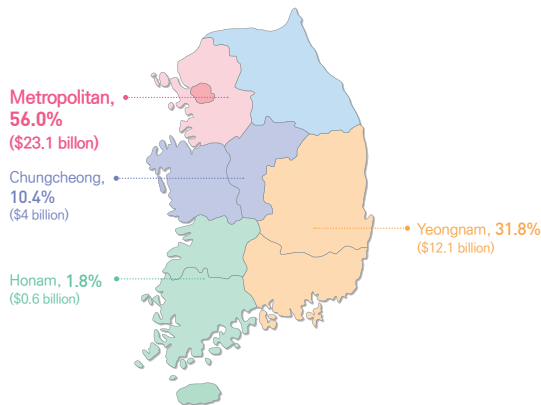 Metropolitan,
56.0%
($23.1 billon)
Chungcheong,
10.4%
($4 billion)
Yeongnam, 31.8%
($12.1 billion)
Honam, 1.8%
($0.6 billion)